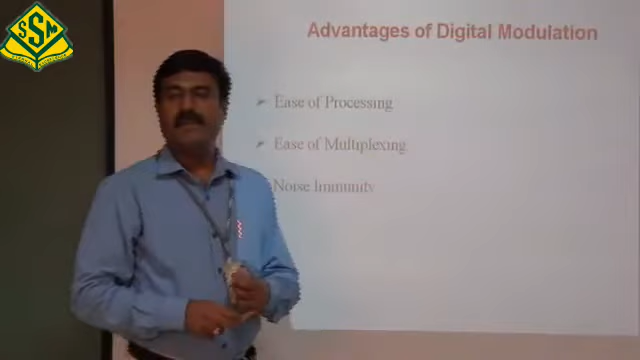 SSM
Advantages of Digital Modulation
Ease of Processing
Ease of Multiplexing
Noise Immunity